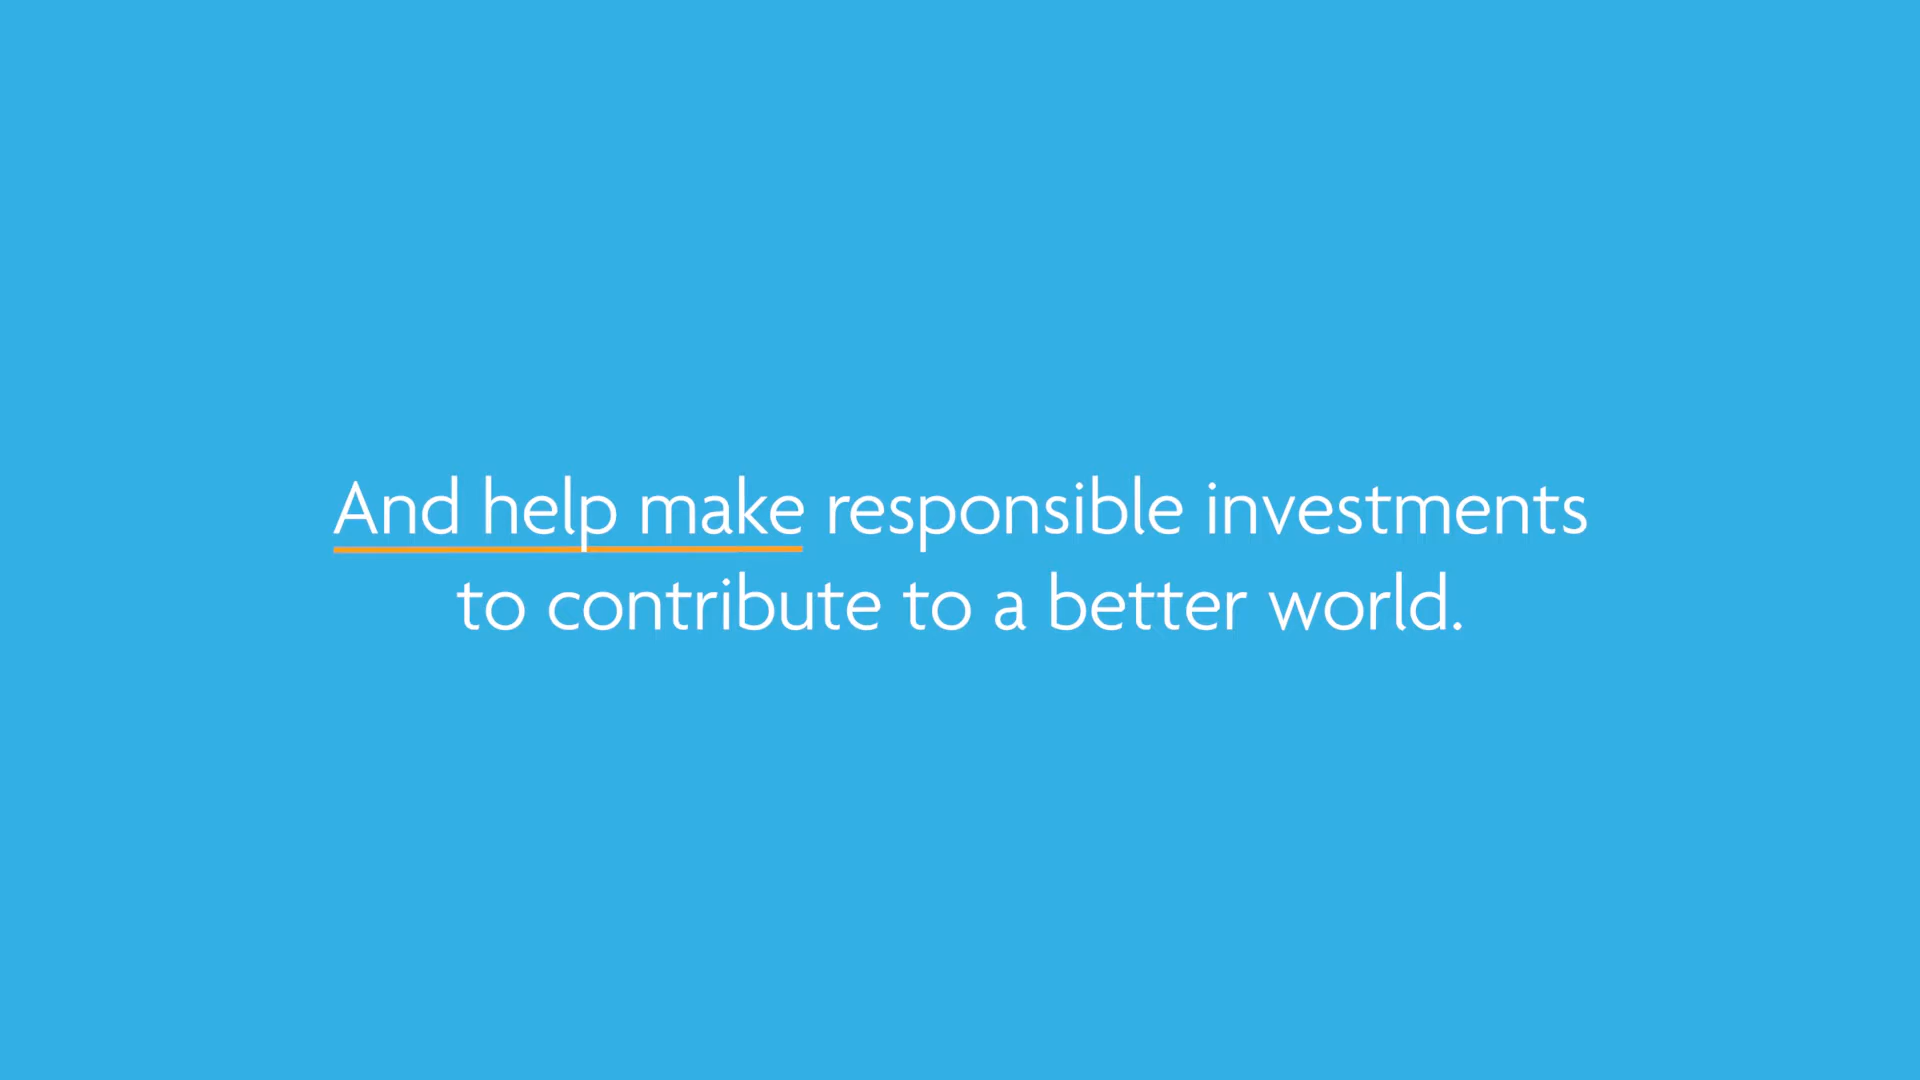 And help make responsible investments
to contribute to a better world.